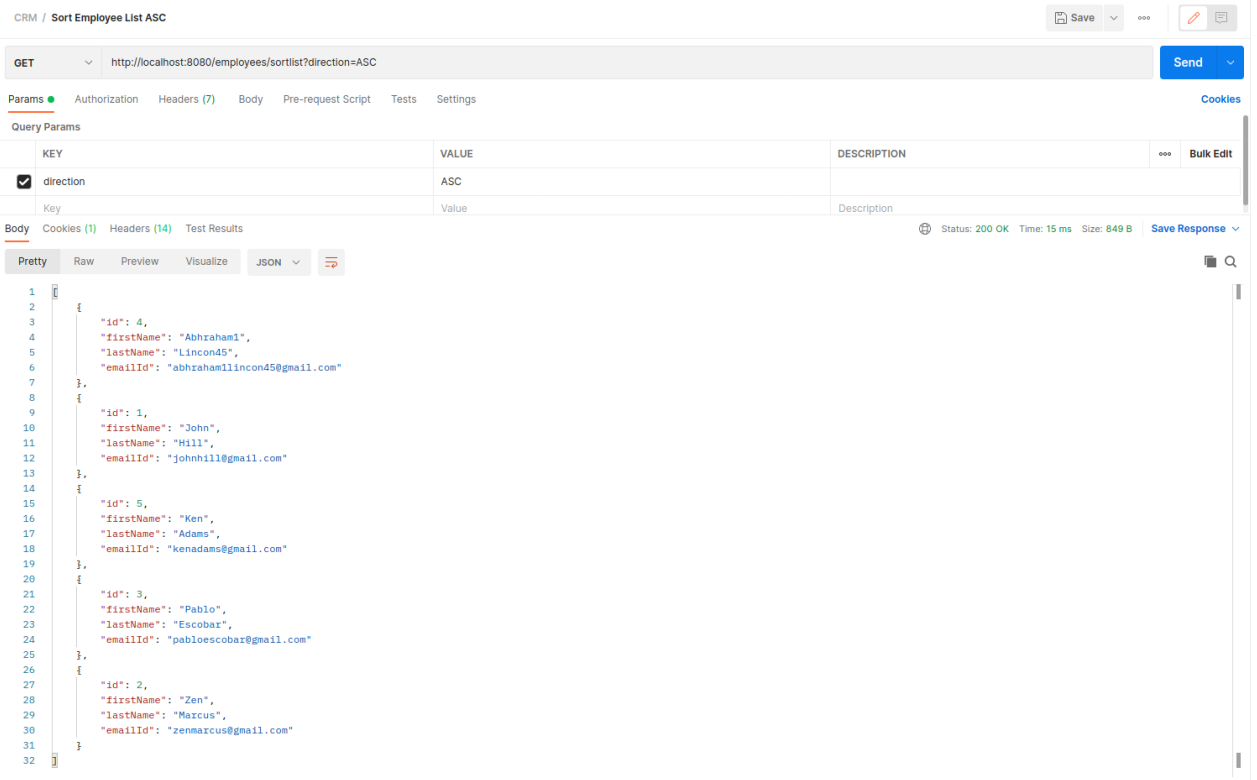 CRM / Sort Employee List ASC
Save
GET http://localhost:8080/employees/sortlist?direction=ASC Send
Params Authorization Headers (7) Body Pre-request Script Tests Settings Cookies
Query Params
KEY VALUE DESCRIPTION Bulk Edit
direction ASC
Key Value Description
Body Cookies (1) Headers (14) Test Results Status: 200 OK Time: 15 ms Size: 849 B Save Response
Pretty Raw Preview Visualize JSON
1 [
2 {
3 "id": 4,
4 "firstName": "Abhraham1",
5 "lastName": "Lincon45",
6 "emailId": "abhraham1lincon45@gmail.com"
7 },
8 {
9 "id": 1,
10 "firstName": "John",
11 "lastName": "Hill",
12 "emailId": "johnhill@gmail.com"
13 },
14 {
15 "id": 5,
16 "firstName": "Ken",
17 "lastName": "Adams",
18 "emailId": "kenadams@gmail.com"
19 },
20 {
21 "id": 3,
22 "firstName": "Pablo",
23 "lastName": "Escobar",
24 "emailId": "pabloescobar@gmail.com"
25 },
26 {
27 "id": 2,
28 "firstName": "Zen",
29 "lastName": "Marcus",
30 "emailId": "zenmarcus@gmail.com"
31 }
32 ]